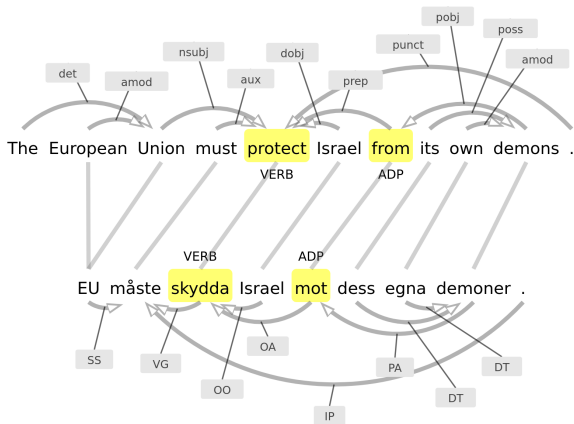 pobj
poss
nsubj
dobj
punct
amod
det
amod
aux
prep
The European Union must protect Israel from its own demons .
VERB
ADP
VERB
ADP
EU måste skydda Israel mot dess egna demoner .
SS
VG
OA
OO
PA
DT
DT
IP